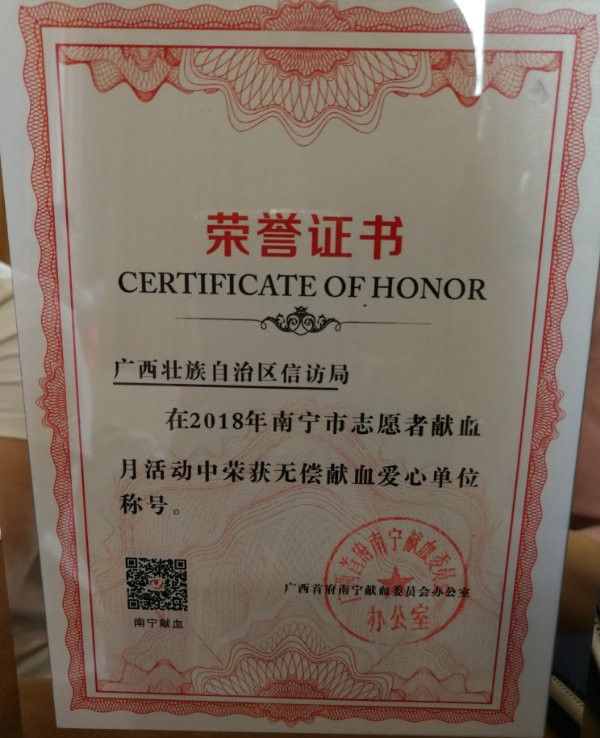 荣誉证书
CERTIFICATE OF HONOR
广西壮族自治区信访局
在2018年南宁市志愿者献血
月活动中荣获无偿献血爱心单位
称号。
广西首府南宁献血委员会办公室
南宁献血
广西首府南宁献血委员会
办公室